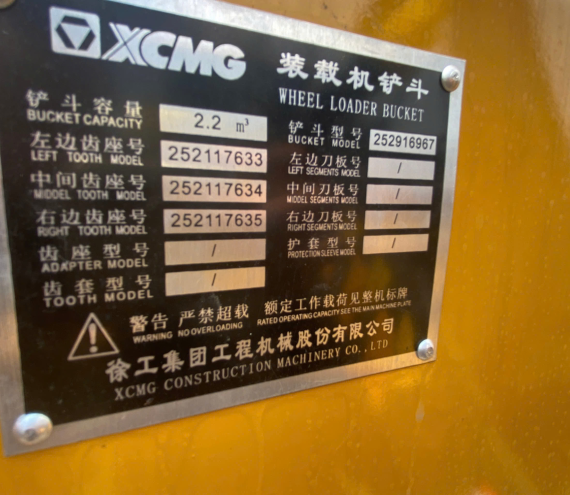 XCMG 装载机铲斗
WHEEL LOADER BUCKET
铲斗容量 2.2 m³ 铲斗型号 252916967
BUCKET CAPACITY BUCKET MODEL
左边齿座号 252117633 左边刀板号 /
LEFT TOOTH MODEL LEFT SEGMENTS MODEL
中间齿座号 252117634 中间刀板号 /
MIDDEL TOOTH MODEL MIDEL SEGMENTS MODEL
右边齿座号 252117635 右边刀板号 /
RIGHT TOOTH MODEL RIGHT SEGMENTS MODEL
齿座型号 / 护套型号 /
ADAPTER MODEL PROTECTION SLEEVE MODEL
齿套型号 /
TOOTH MODEL
警告 严禁超载 额定工作载荷见整机标牌
WARNING NO OVERLOADING RATED OPERATING CAPACITY SEE THE MAIN MACHINE PLATE
徐工集团工程机械股份有限公司
XCMG CONSTRUCTION MACHINERY CO., LTD